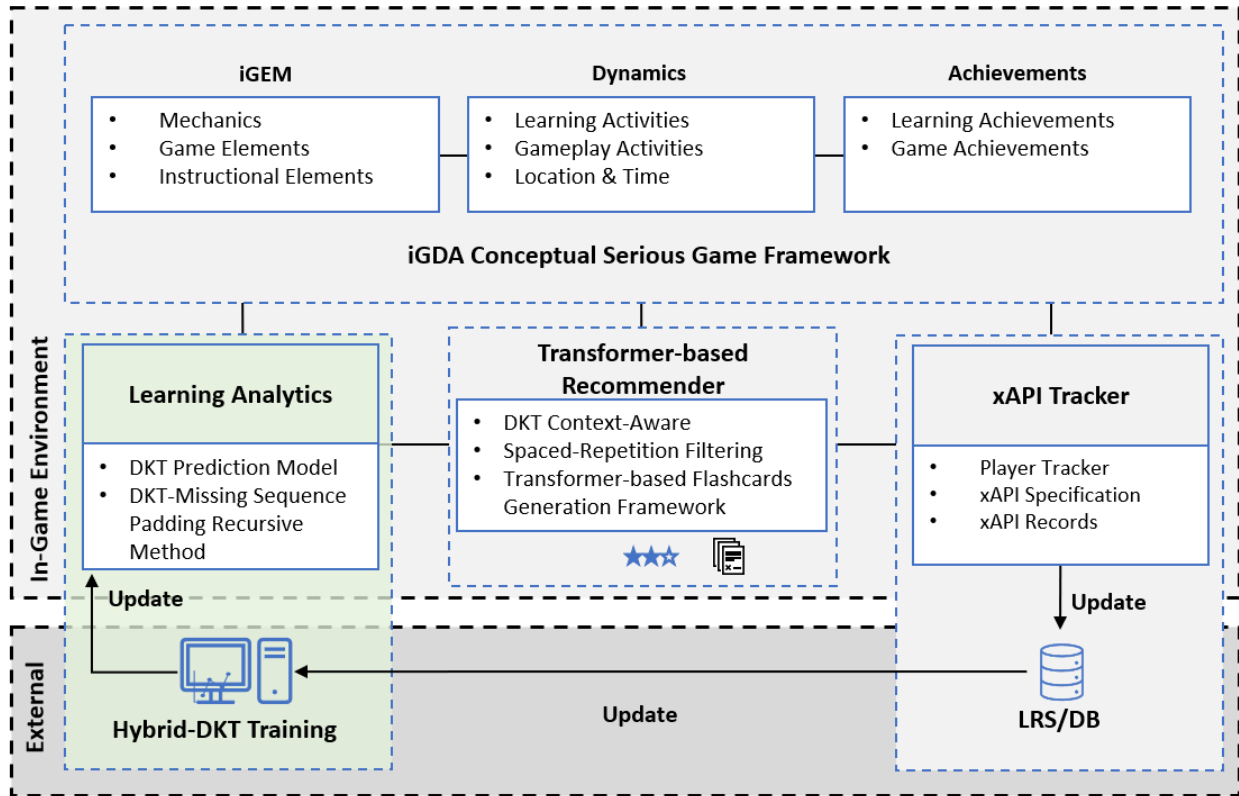 iGEM
• Mechanics
• Game Elements
• Instructional Elements
Dynamics
• Learning Activities
• Gameplay Activities
• Location & Time
Achievements
• Learning Achievements
• Game Achievements
iGDA Conceptual Serious Game Framework
In-Game Environment
Learning Analytics
• DKT Prediction Model
• DKT-Missing Sequence
Padding Recursive
Method
Transformer-based
Recommender
• DKT Context-Aware
• Spaced-Repetition Filtering
• Transformer-based Flashcards
Generation Framework
xAPI Tracker
• Player Tracker
• xAPI Specification
• xAPI Records
Update
Update
External
Hybrid-DKT Training
Update
LRS/DB